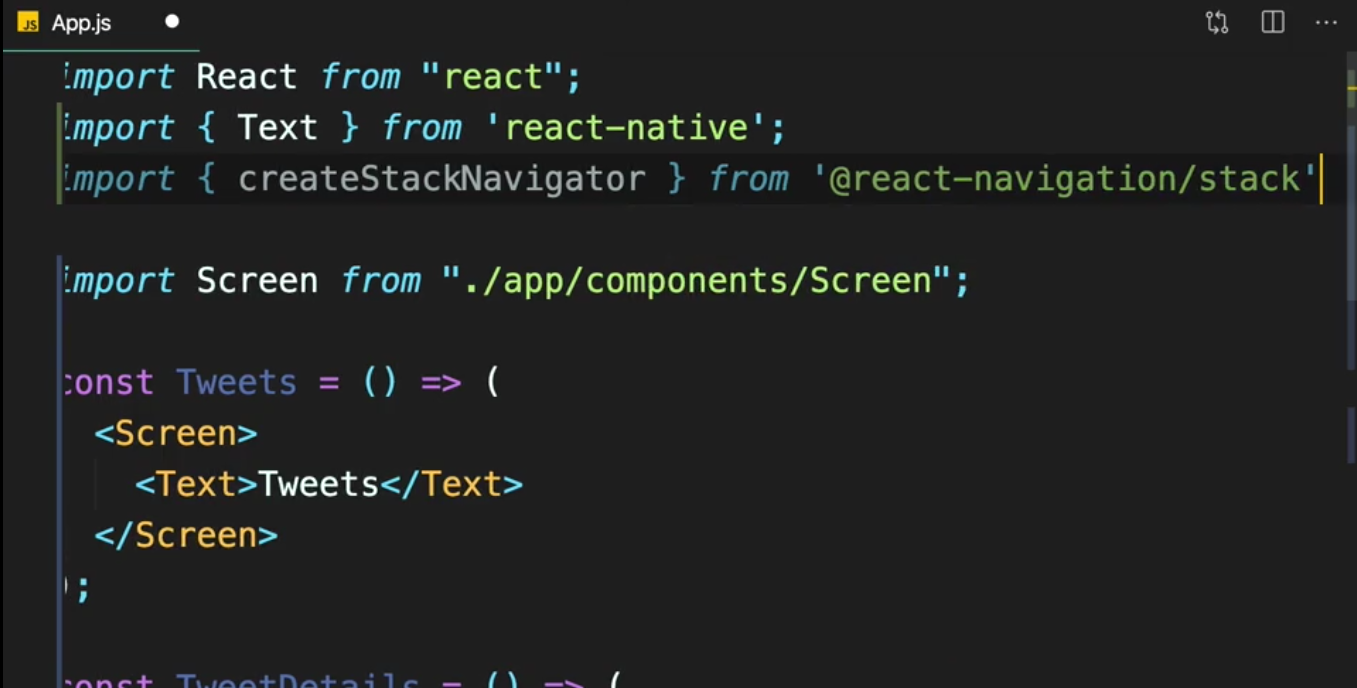 JS App.js
import React from "react";
import { Text } from 'react-native';
import { createStackNavigator } from '@react-navigation/stack'
import Screen from "./app/components/Screen";
const Tweets = () => (
<Screen>
<Text>Tweets</Text>
</Screen>
);
const TweetDetails = () => (